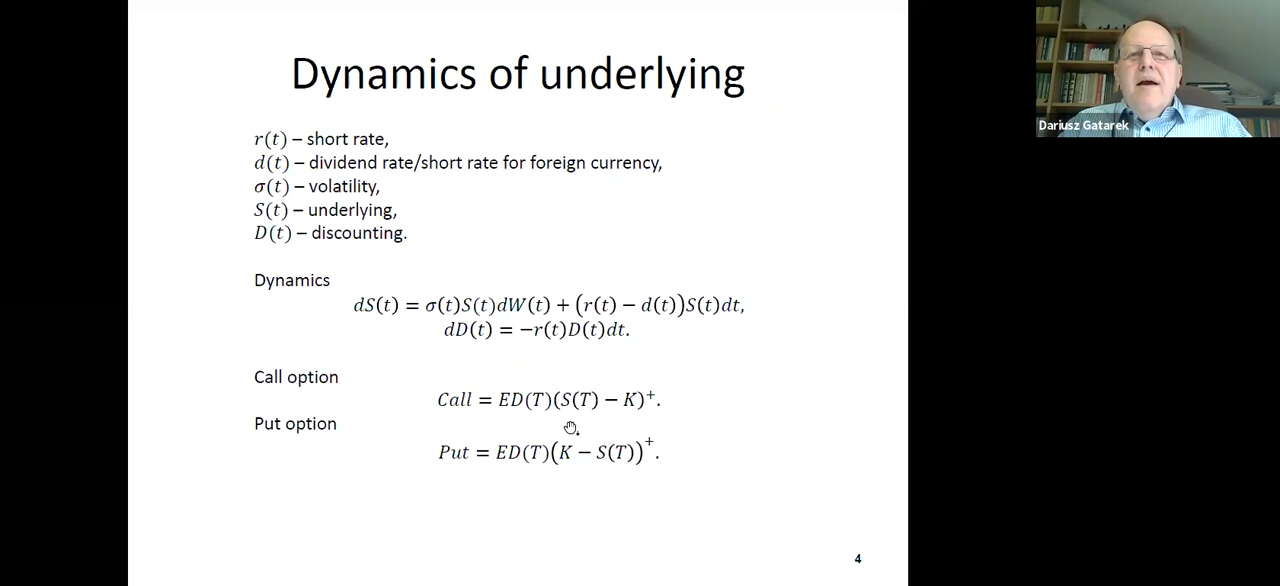 Dynamics of underlying
r(t) – short rate,
d(t) – dividend rate/short rate for foreign currency,
σ(t) – volatility,
S(t) – underlying,
D(t) – discounting.
Dynamics
dS(t) = σ(t)S(t)dW(t) + (r(t) − d(t))S(t)dt,
dD(t) = −r(t)D(t)dt.
Call option
Call = ED(T)(S(T) − K)⁺.
Put option
Put = ED(T)(K − S(T))⁺.
4
Dariusz Gatarek